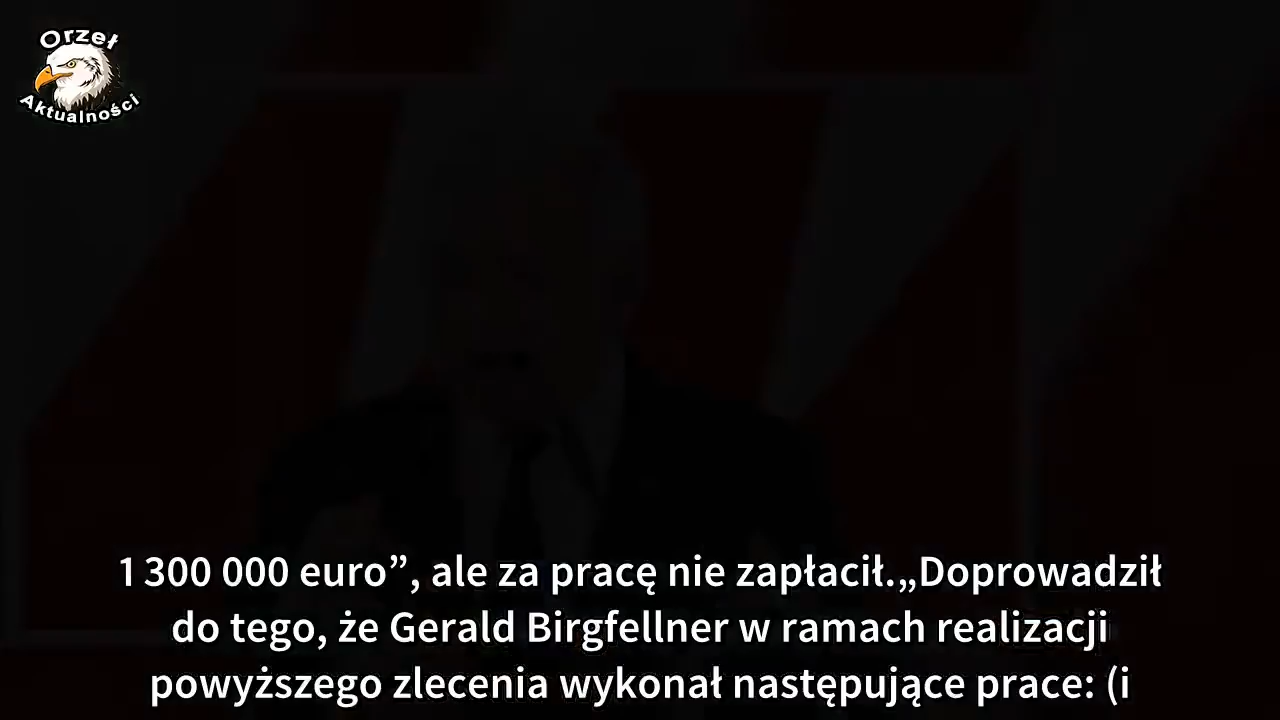 Orzeł
Aktualności
1 300 000 euro”, ale za pracę nie zapłacił.„Doprowadził
do tego, że Gerald Birgfellner w ramach realizacji
powyższego zlecenia wykonał następujące prace: (i